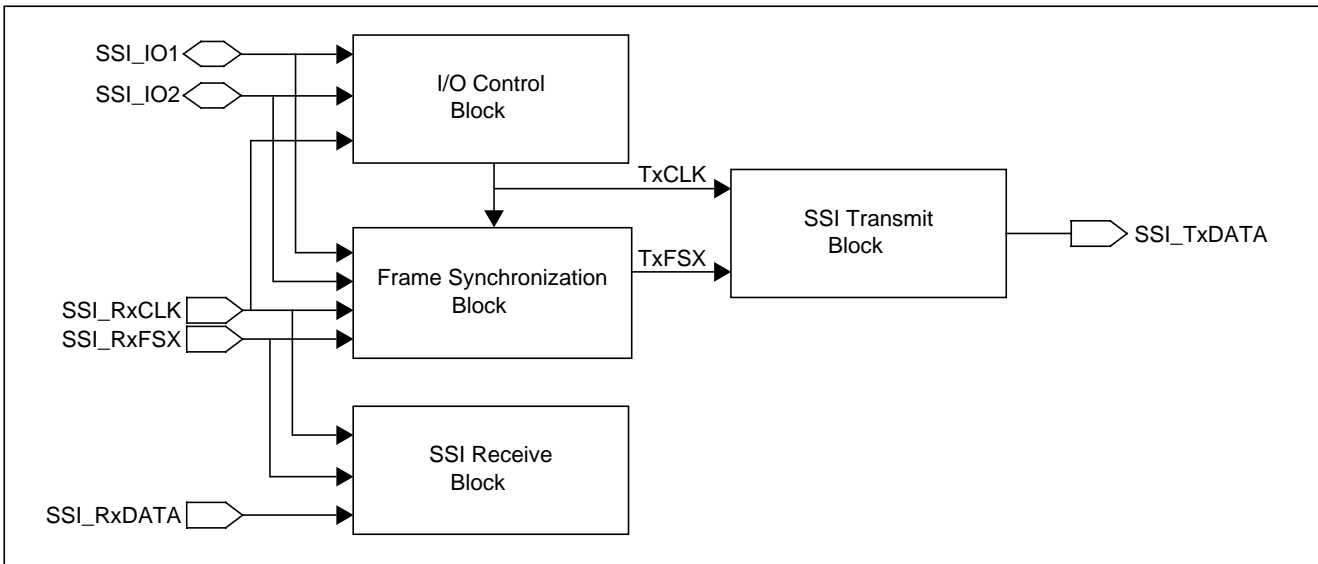 SSI_IO1
SSI_IO2
I/O Control
Block
TxCLK
SSI Transmit
Block
SSI_TxDATA
TxFSX
Frame Synchronization
Block
SSI_RxCLK
SSI_RxFSX
SSI Receive
Block
SSI_RxDATA